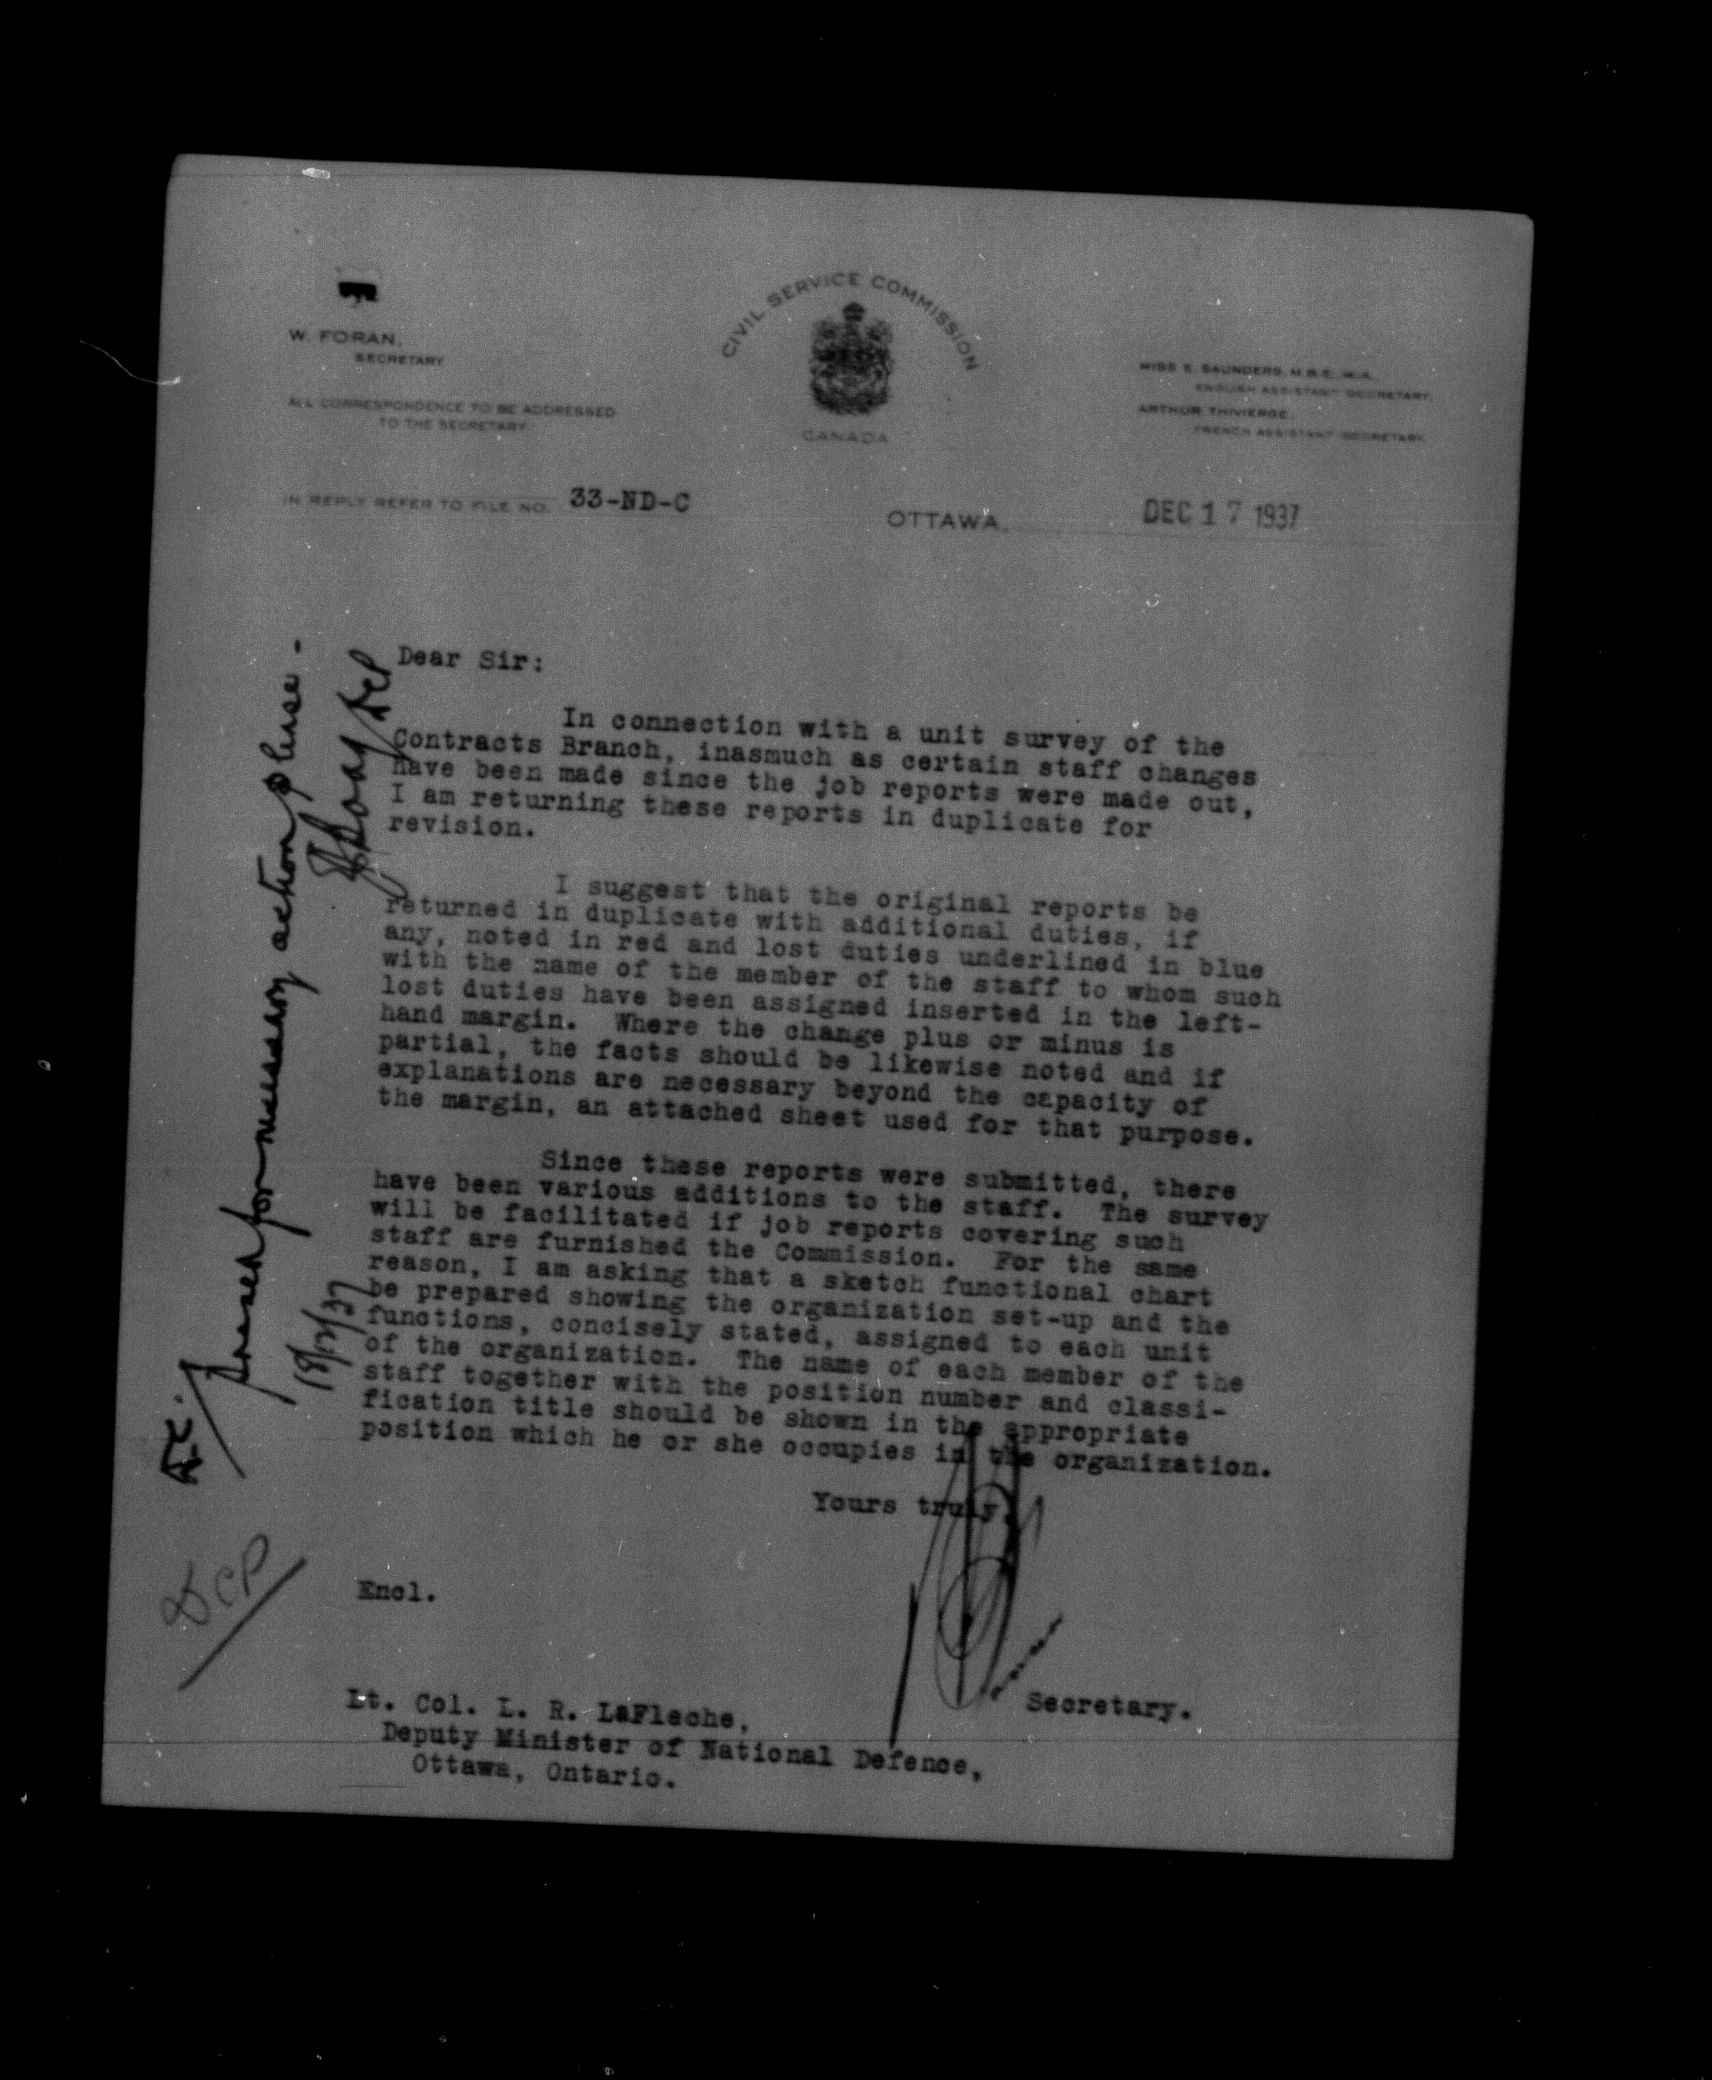 CIVIL SERVICE COMMISSION
CANADA
W. FORAN,
SECRETARY
ALL CORRESPONDENCE TO BE ADDRESSED
TO THE SECRETARY
MISS E. SAUNDERS, M.B.E., M.A.
ENGLISH ASSISTANT SECRETARY.
ARTHUR THIVIERGE,
FRENCH ASSISTANT SECRETARY.
IN REPLY REFER TO FILE NO. 33-ND-C
OTTAWA, DEC 17 1937
Dear Sir:
In connection with a unit survey of the
Contracts Branch, inasmuch as certain staff changes
have been made since the job reports were made out,
I am returning these reports in duplicate for
revision.
I suggest that the original reports be
returned in duplicate with additional duties, if
any, noted in red and lost duties underlined in blue
with the name of the member of the staff to whom such
lost duties have been assigned inserted in the left-
hand margin. Where the change plus or minus is
partial, the facts should be likewise noted and if
explanations are necessary beyond the capacity of
the margin, an attached sheet used for that purpose.
Since these reports were submitted, there
have been various additions to the staff. The survey
will be facilitated if job reports covering such
staff are furnished the Commission. For the same
reason, I am asking that a sketch functional chart
be prepared showing the organization set-up and the
functions, concisely stated, assigned to each unit
of the organization. The name of each member of the
staff together with the position number and classi-
fication title should be shown in the appropriate
position which he or she occupies in the organization.
Yours truly,
Encl.
Secretary.
Lt. Col. L. R. LaFleche,
Deputy Minister of National Defence,
Ottawa, Ontario.
Passed for necessary action please -
DCP
18/12/37
DCP